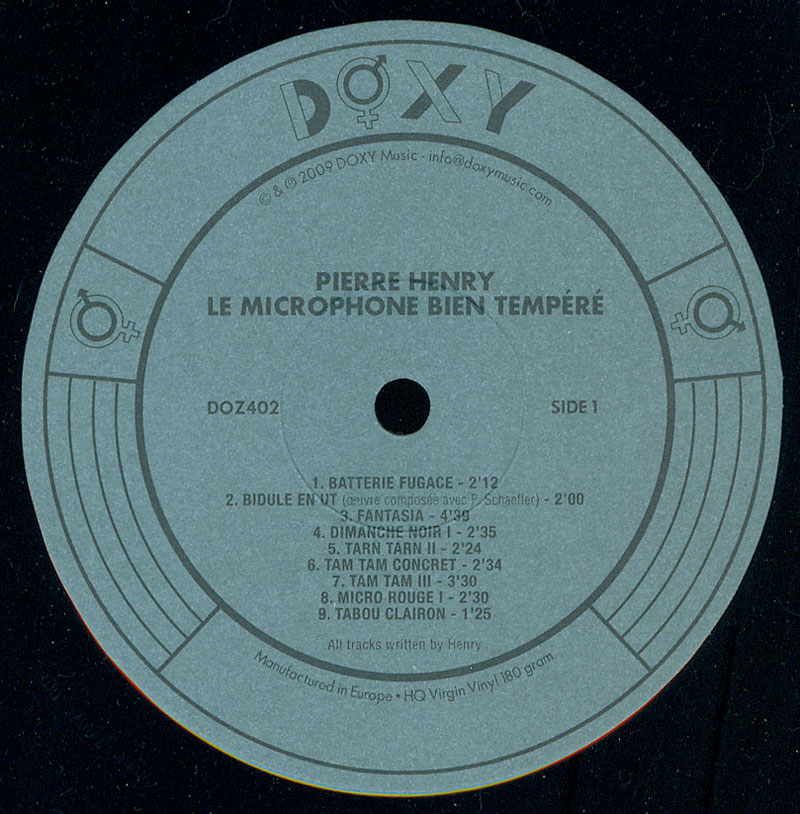 DOXY
© & ℗ 2009 DOXY Music - info@doxymusic.com
PIERRE HENRY
LE MICROPHONE BIEN TEMPÉRÉ
DOZ402
SIDE 1
1. BATTERIE FUGACE - 2'12
2. BIDULE EN UT (œuvre composée avec P. Schaeffer) - 2'00
3. FANTASIA - 4'39
4. DIMANCHE NOIR I - 2'35
5. TARN TARN II - 2'24
6. TAM TAM CONCRET - 2'34
7. TAM TAM III - 3'30
8. MICRO ROUGE I - 2'30
9. TABOU CLAIRON - 1'25
All tracks written by Henry
Manufactured in Europe • HQ Virgin Vinyl 180 gram